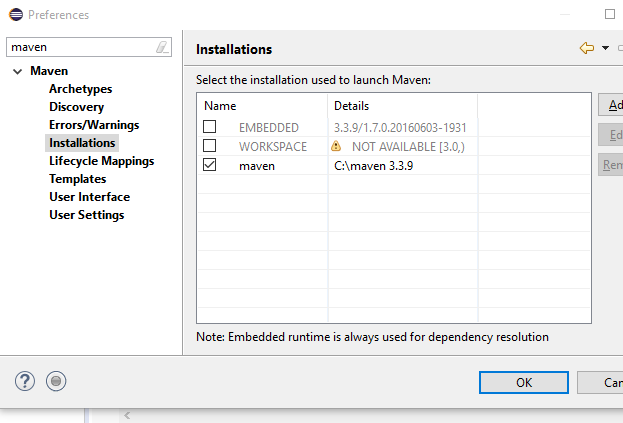 Preferences
maven
Installations
Maven
Archetypes
Discovery
Errors/Warnings
Installations
Lifecycle Mappings
Templates
User Interface
User Settings
Select the installation used to launch Maven:
Name Details
EMBEDDED 3.3.9/1.7.0.20160603-1931
WORKSPACE NOT AVAILABLE [3.0,)
maven C:\maven 3.3.9
Ad
Ed
Rem
Note: Embedded runtime is always used for dependency resolution
OK
Can